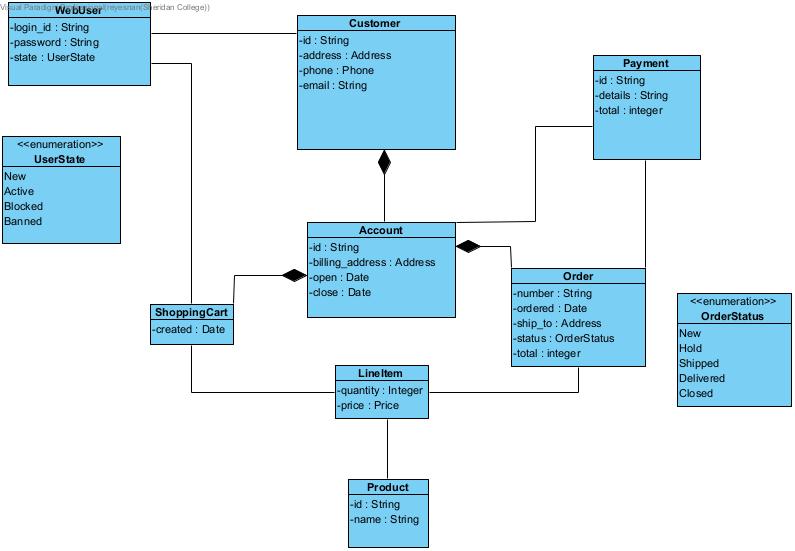 Visual Paradigm
(reyesnan(Sheridan College))
WebUser
-login_id : String
-password : String
-state : UserState
Customer
-id : String
-address : Address
-phone : Phone
-email : String
Payment
-id : String
-details : String
-total : integer
<<enumeration>>
UserState
New
Active
Blocked
Banned
Account
-id : String
-billing_address : Address
-open : Date
-close : Date
Order
-number : String
-ordered : Date
-ship_to : Address
-status : OrderStatus
-total : integer
<<enumeration>>
OrderStatus
New
Hold
Shipped
Delivered
Closed
ShoppingCart
-created : Date
LineItem
-quantity : Integer
-price : Price
Product
-id : String
-name : String